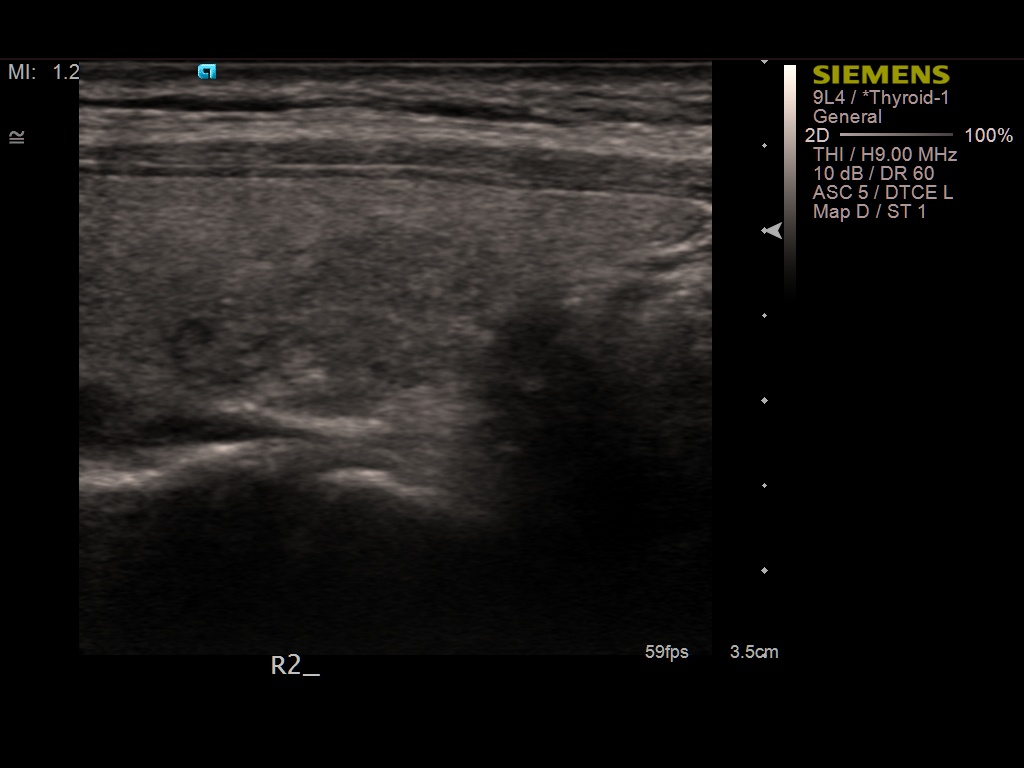 MI: 1.2
SIEMENS
9L4 / *Thyroid-1
General
2D 100%
THI / H9.00 MHz
10 dB / DR 60
ASC 5 / DTCE L
Map D / ST 1
59fps 3.5cm
R2_